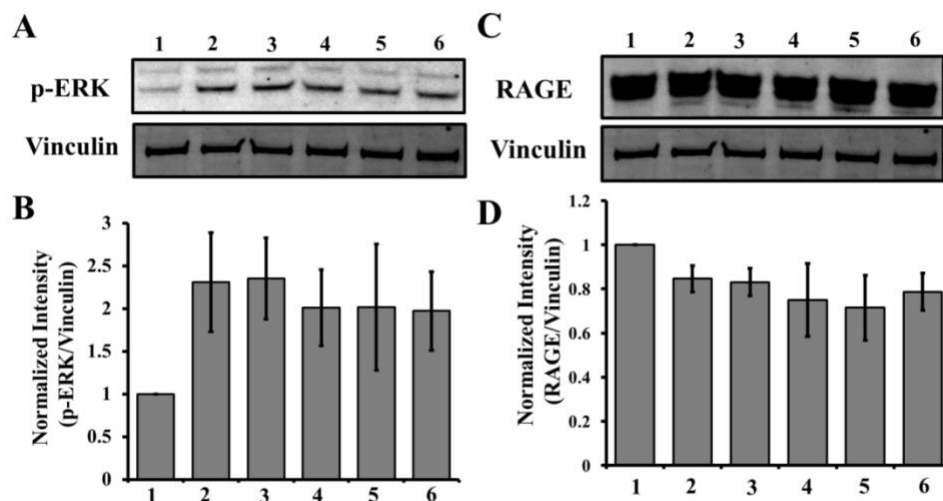 A
1 2 3 4 5 6
p-ERK
Vinculin
B
Normalized Intensity
(p-ERK/Vinculin)
3
2.5
2
1.5
1
0.5
0
1 2 3 4 5 6
C
1 2 3 4 5 6
RAGE
Vinculin
D
Normalized Intensity
(RAGE/Vinculin)
1.2
1
0.8
0.6
0.4
0.2
0
1 2 3 4 5 6